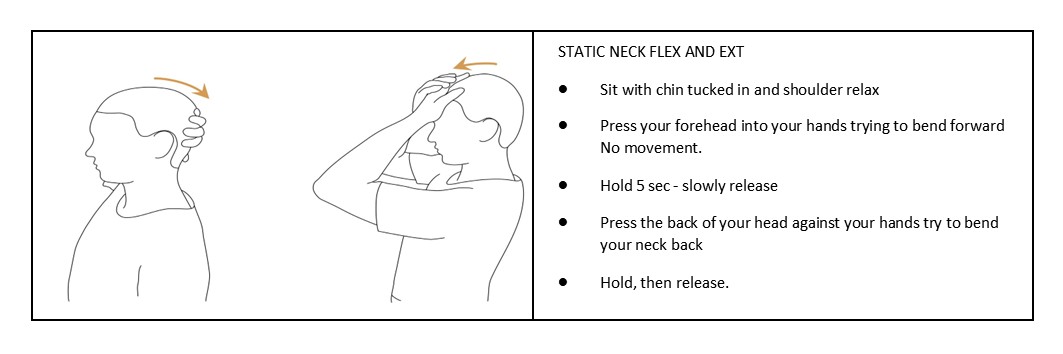 STATIC NECK FLEX AND EXT
● Sit with chin tucked in and shoulder relax
● Press your forehead into your hands trying to bend forward
No movement.
● Hold 5 sec - slowly release
● Press the back of your head against your hands try to bend
your neck back
● Hold, then release.